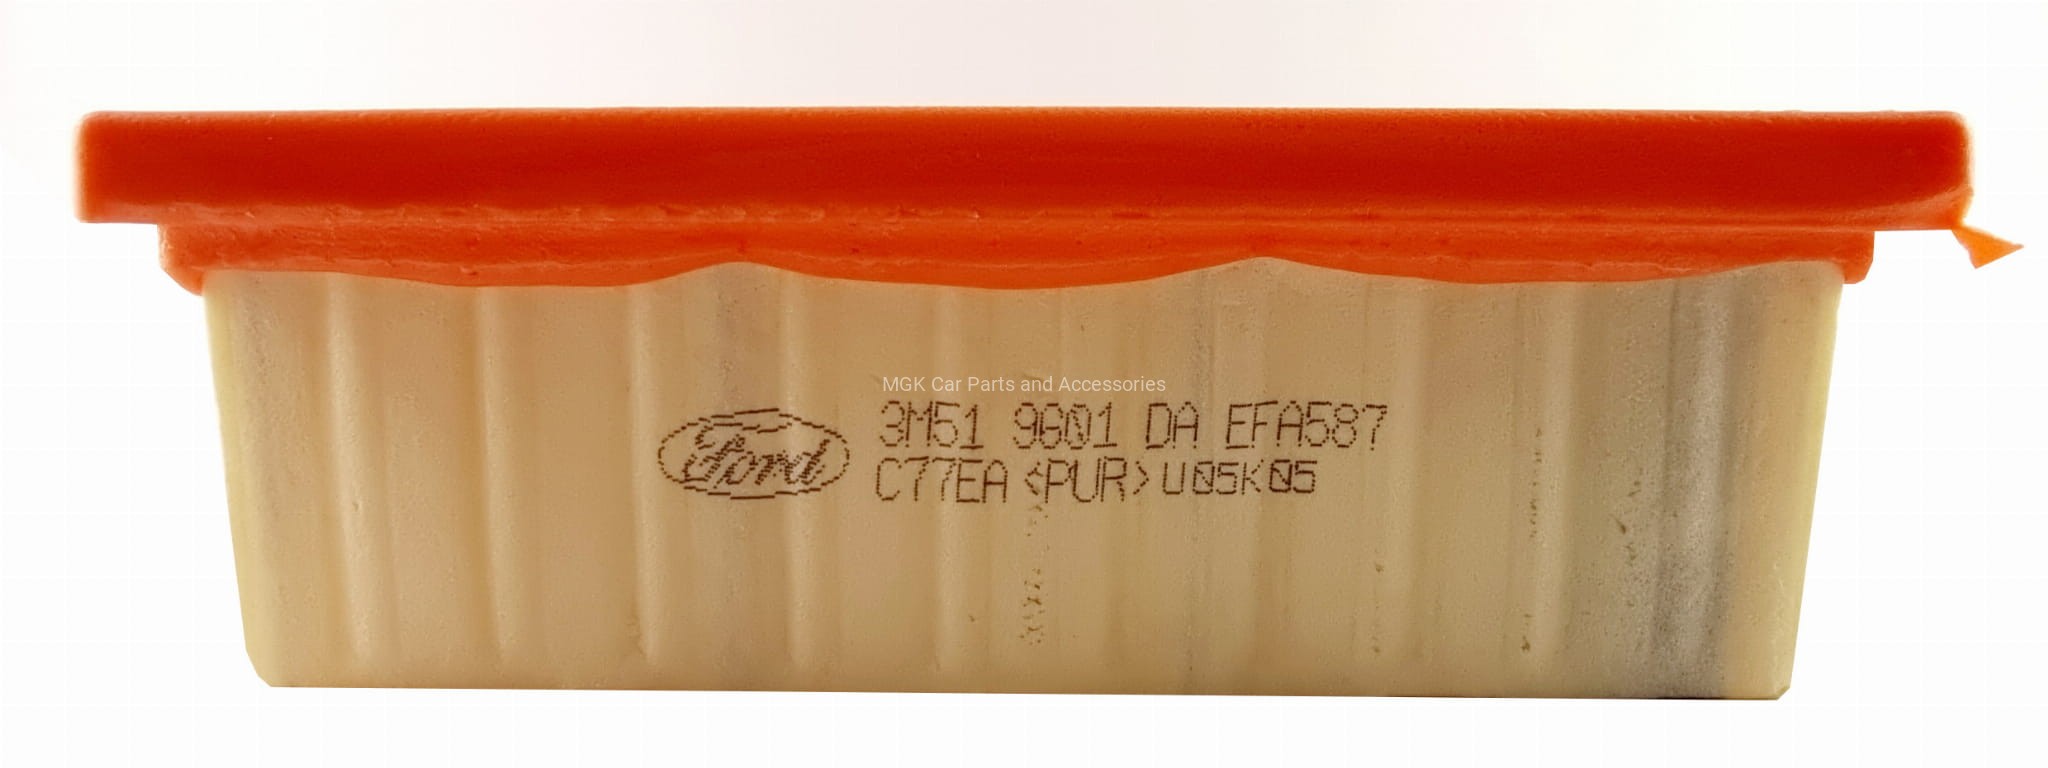 MGK Car Parts and Accessories
Ford
3M51 9601 DA EFA587
C77EA <PUR> U05K05